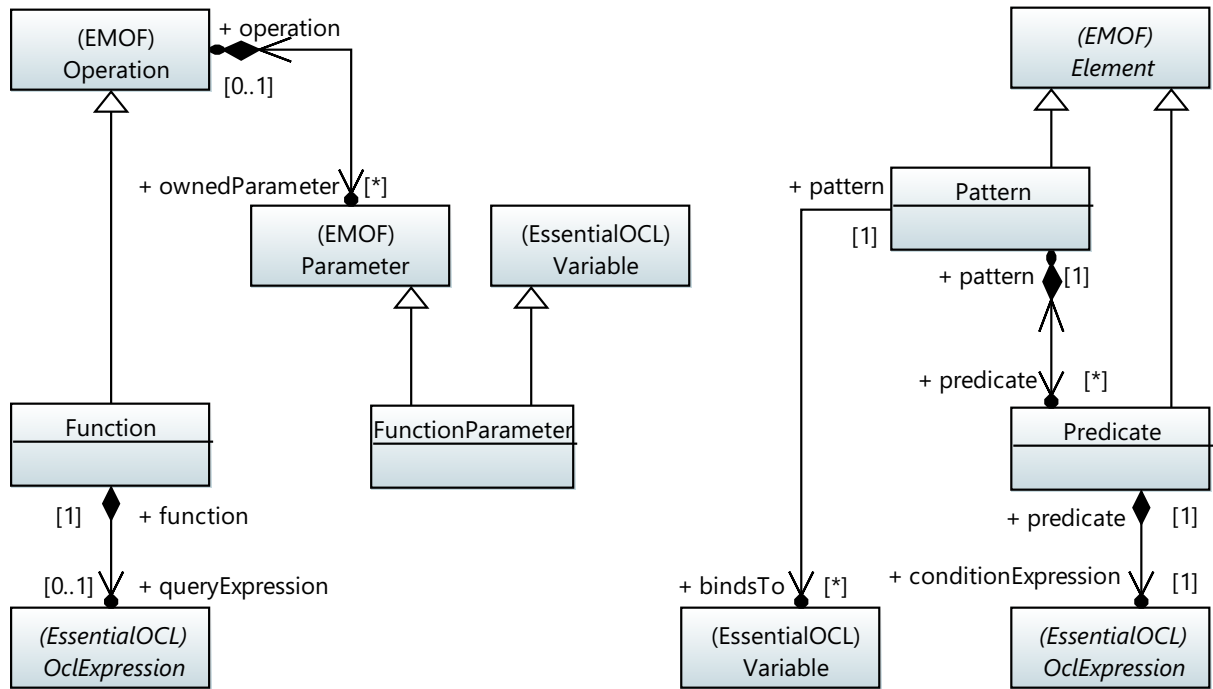 (EMOF)
Operation
+ operation
[0..1]
+ ownedParameter
[*]
(EMOF)
Parameter
(EssentialOCL)
Variable
Function
FunctionParameter
[1]
+ function
[0..1]
+ queryExpression
(EssentialOCL)
OclExpression
(EMOF)
Element
+ pattern
[1]
Pattern
+ pattern
[1]
+ predicate
[*]
Predicate
+ predicate
[1]
+ bindsTo
[*]
+ conditionExpression
[1]
(EssentialOCL)
Variable
(EssentialOCL)
OclExpression